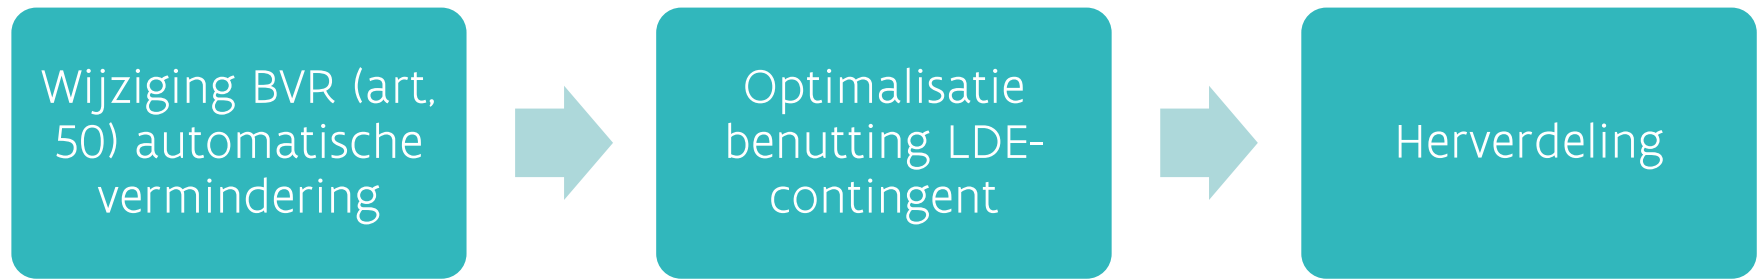 Wijziging BVR (art,
50) automatische
vermindering
Optimalisatie
benutting LDE-
contingent
Herverdeling